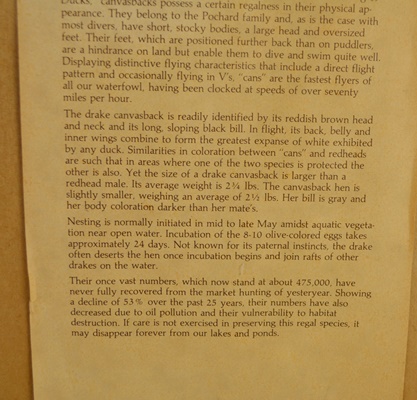 Ducks," canvasbacks possess a certain regalness in their physical ap-
pearance. They belong to the Pochard family and, as is the case with
most divers, have short, stocky bodies, a large head and oversized
feet. Their feet, which are positioned further back than on puddlers,
are a hindrance on land but enable them to dive and swim quite well.
Displaying distinctive flying characteristics that include a direct flight
pattern and occasionally flying in V's, "cans" are the fastest flyers of
all our waterfowl, having been clocked at speeds of over seventy
miles per hour.
The drake canvasback is readily identified by its reddish brown head
and neck and its long, sloping black bill. In flight, its back, belly and
inner wings combine to form the greatest expanse of white exhibited
by any duck. Similarities in coloration between "cans" and redheads
are such that in areas where one of the two species is protected the
other is also. Yet the size of a drake canvasback is larger than a
redhead male. Its average weight is 2¾ lbs. The canvasback hen is
slightly smaller, weighing an average of 2½ lbs. Her bill is gray and
her body coloration darker than her mate's.
Nesting is normally initiated in mid to late May amidst aquatic vegeta-
tion near open water. Incubation of the 8-10 olive-colored eggs takes
approximately 24 days. Not known for its paternal instincts, the drake
often deserts the hen once incubation begins and join rafts of other
drakes on the water.
Their once vast numbers, which now stand at about 475,000, have
never fully recovered from the market hunting of yesteryear. Showing
a decline of 53% over the past 25 years, their numbers have also
decreased due to oil pollution and their vulnerability to habitat
destruction. If care is not exercised in preserving this regal species, it
may disappear forever from our lakes and ponds.